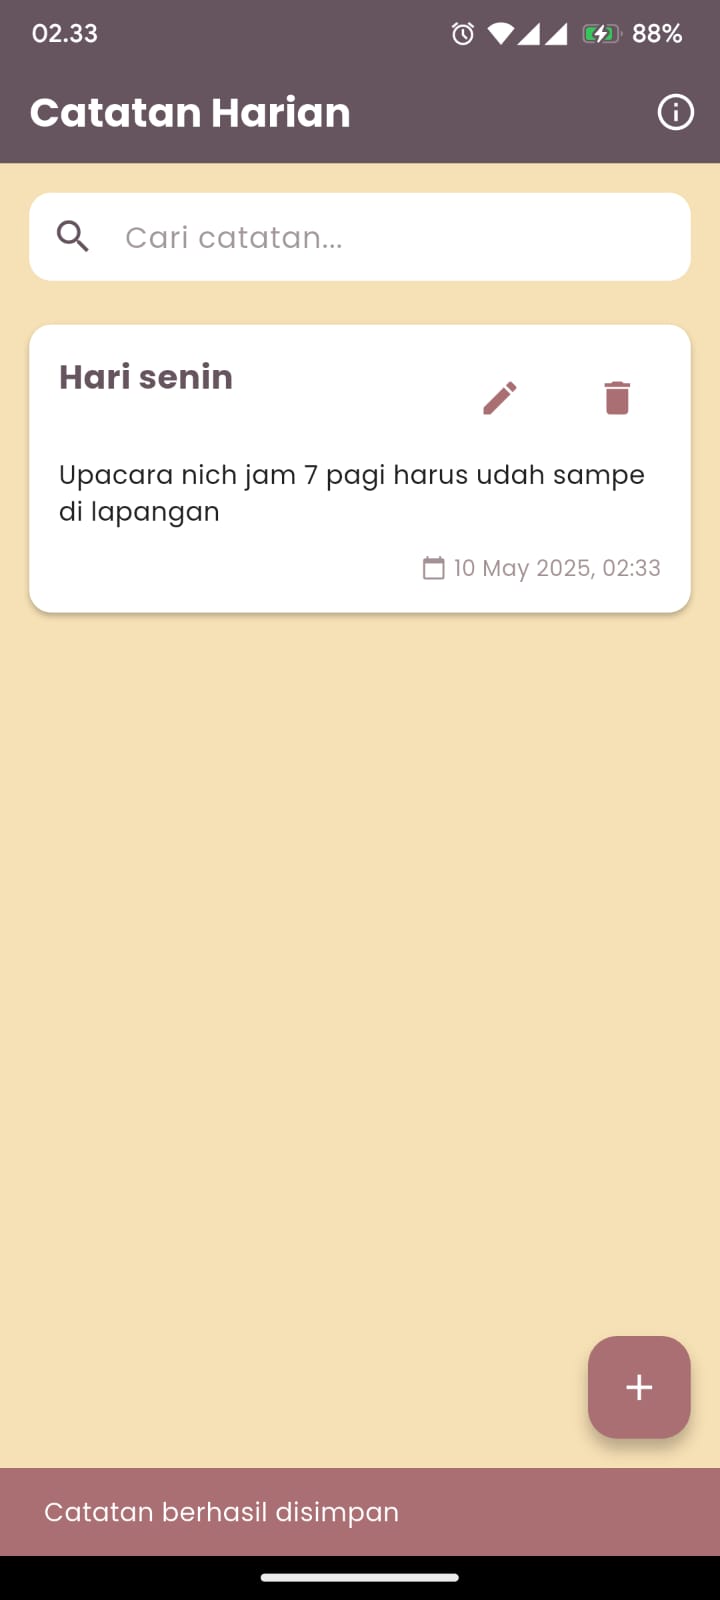 02.33
88%
Catatan Harian
Cari catatan...
Hari senin
Upacara nich jam 7 pagi harus udah sampe
di lapangan
10 May 2025, 02:33
Catatan berhasil disimpan